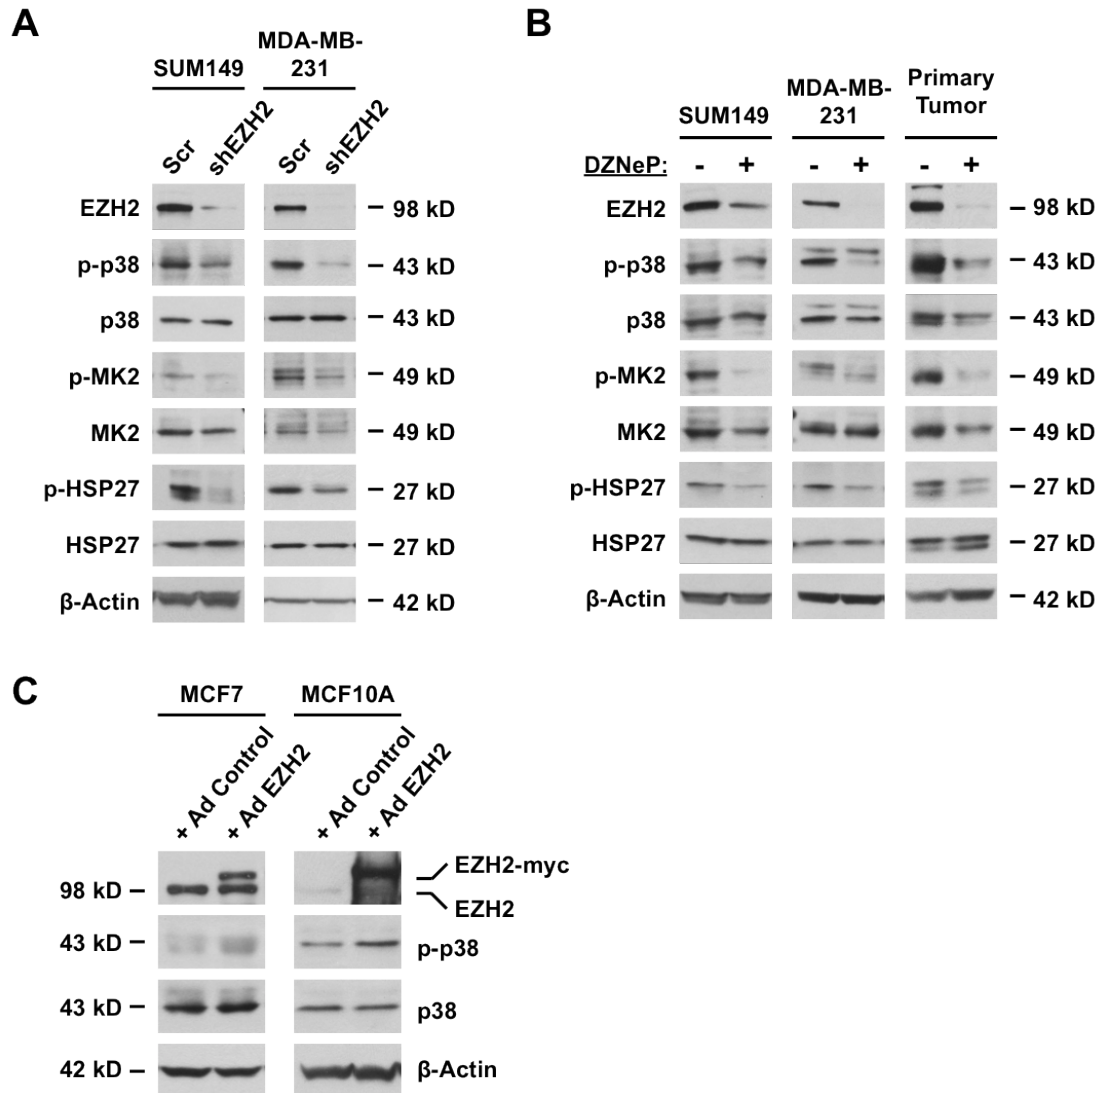 A
SUM149
MDA-MB-
231
Scr
shEZH2
Scr
shEZH2
EZH2
98 kD
p-p38
43 kD
p38
43 kD
p-MK2
49 kD
MK2
49 kD
p-HSP27
27 kD
HSP27
27 kD
β-Actin
42 kD
B
SUM149
MDA-MB-
231
Primary
Tumor
DZNeP: - + - + - +
EZH2
98 kD
p-p38
43 kD
p38
43 kD
p-MK2
49 kD
MK2
49 kD
p-HSP27
27 kD
HSP27
27 kD
β-Actin
42 kD
C
MCF7
MCF10A
+ Ad Control
+ Ad EZH2
+ Ad Control
+ Ad EZH2
98 kD
EZH2-myc
EZH2
43 kD
p-p38
43 kD
p38
42 kD
β-Actin